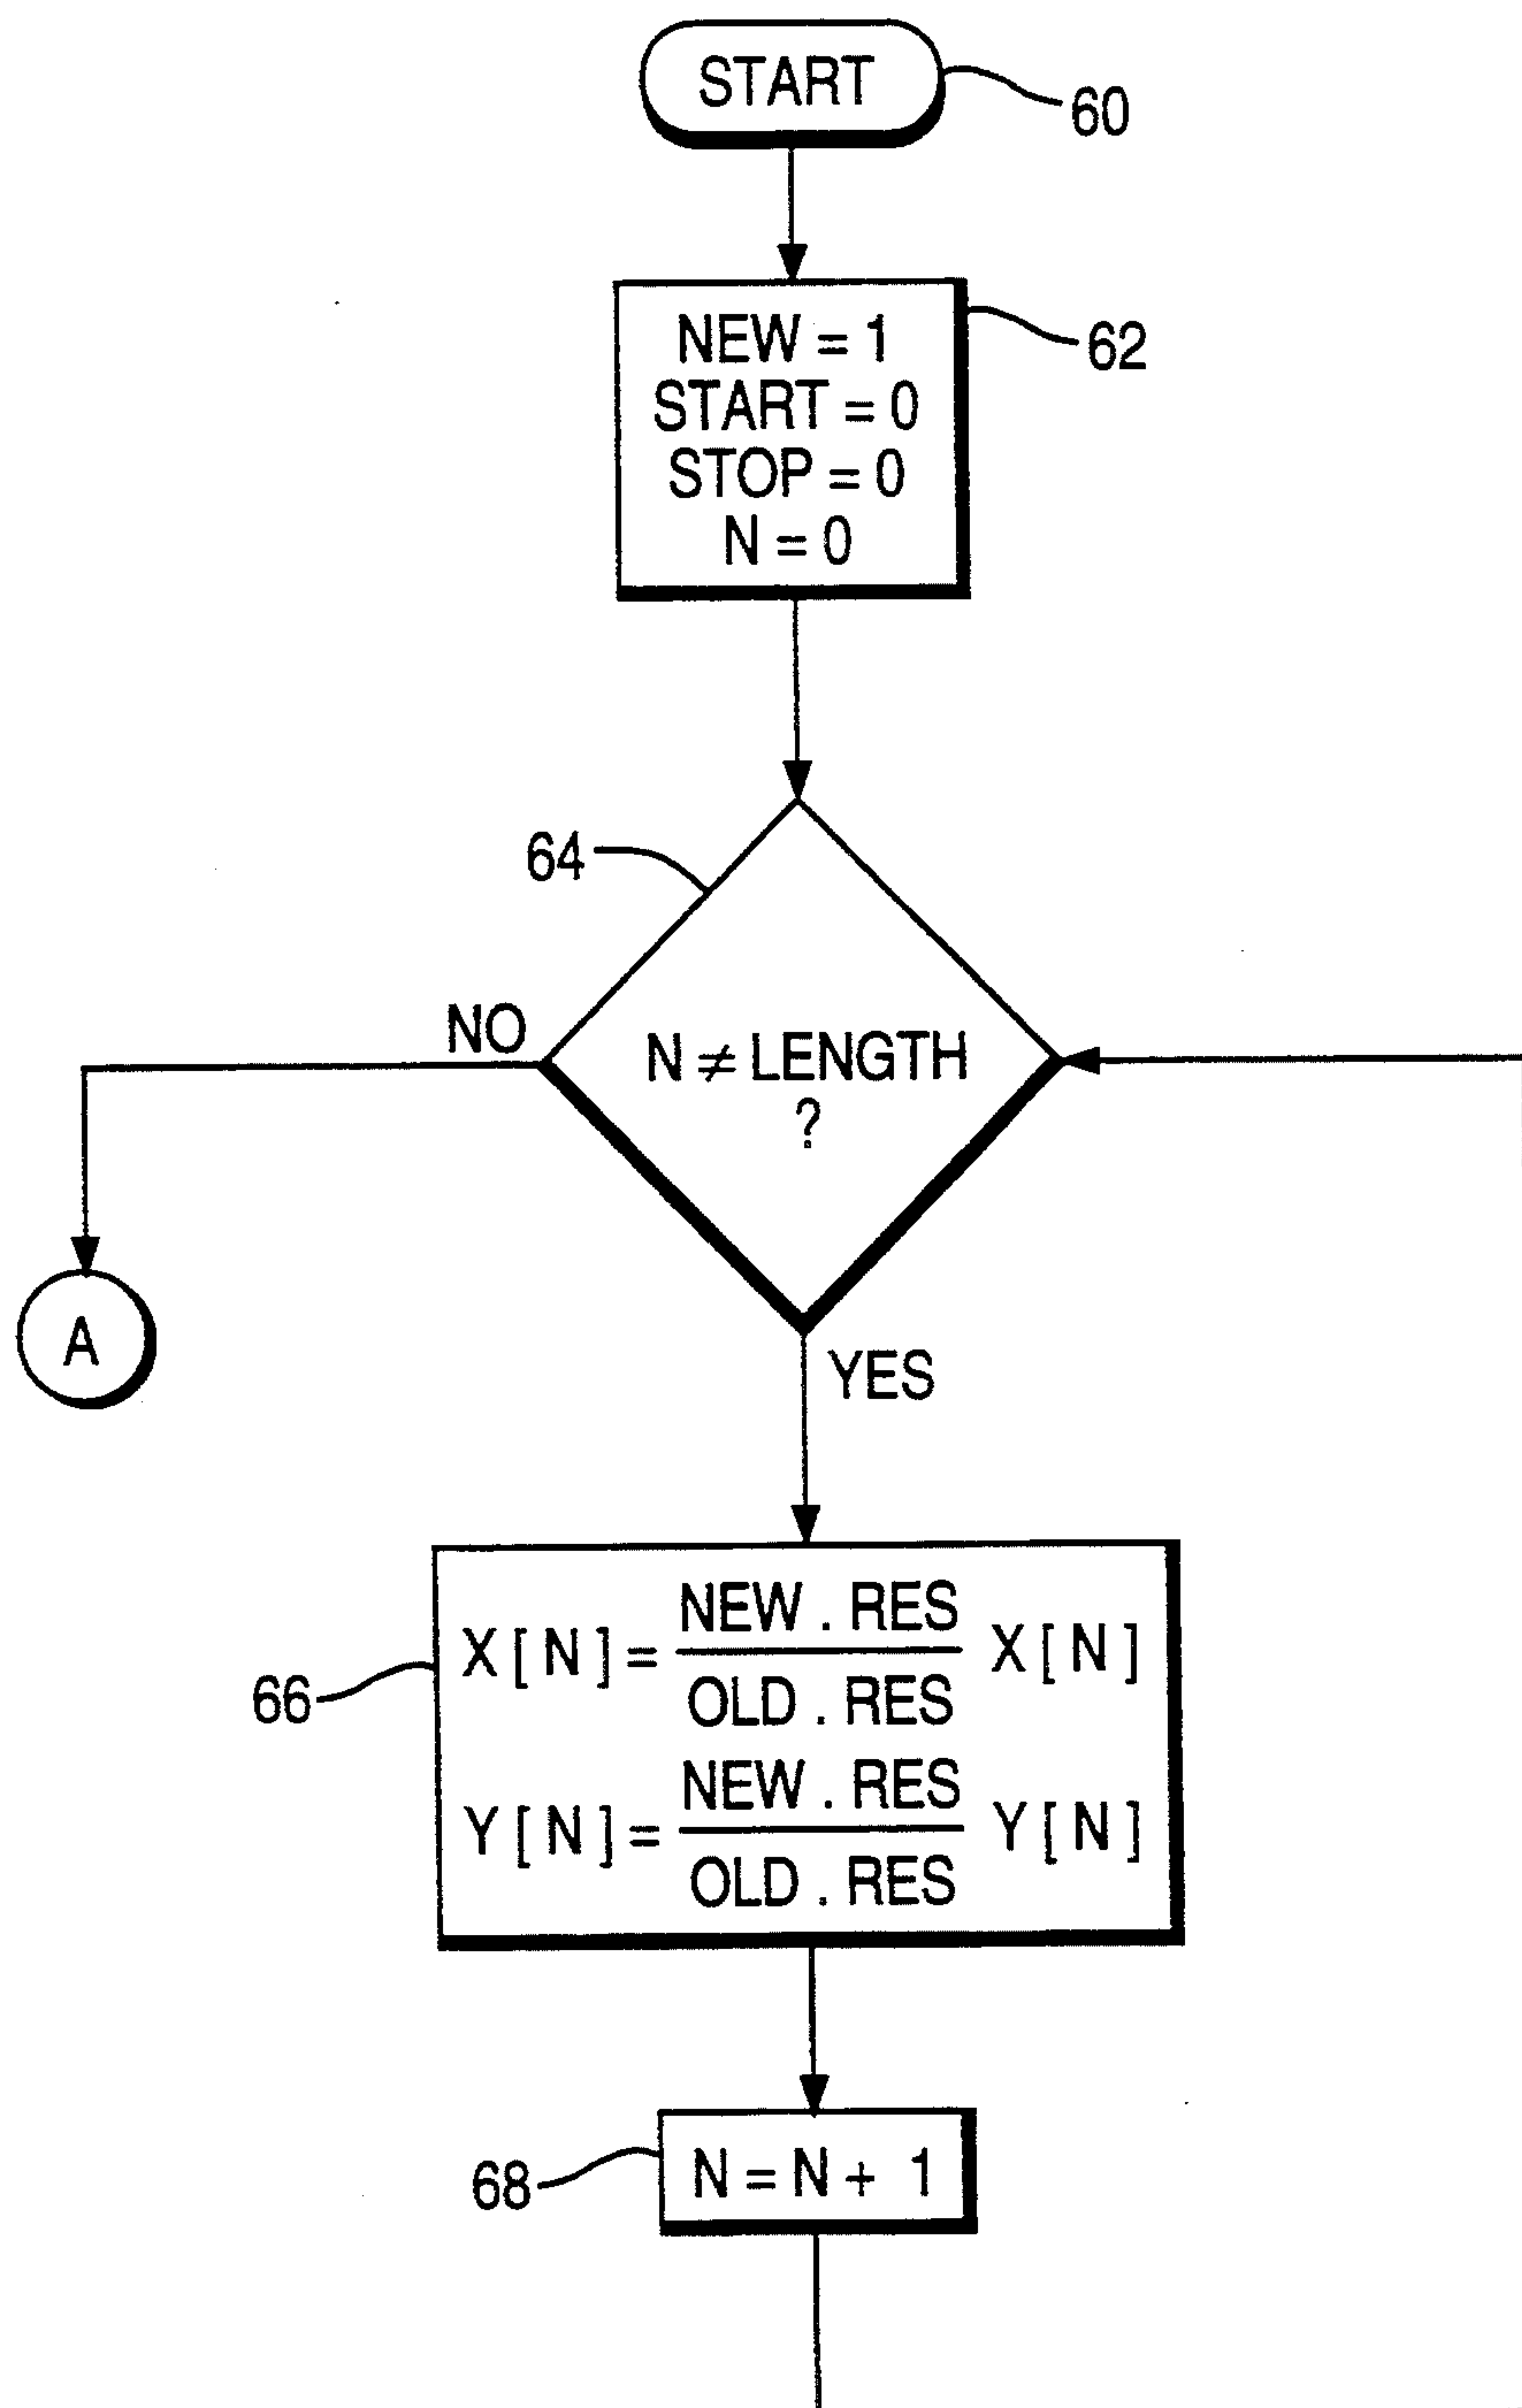 START
60
NEW = 1
START = 0
STOP = 0
N = 0
62
64
NO
N ≠ LENGTH
?
A
YES
X [ N ] = NEW . RES / OLD . RES X [ N ]
Y [ N ] = NEW . RES / OLD . RES Y [ N ]
66
N = N + 1
68